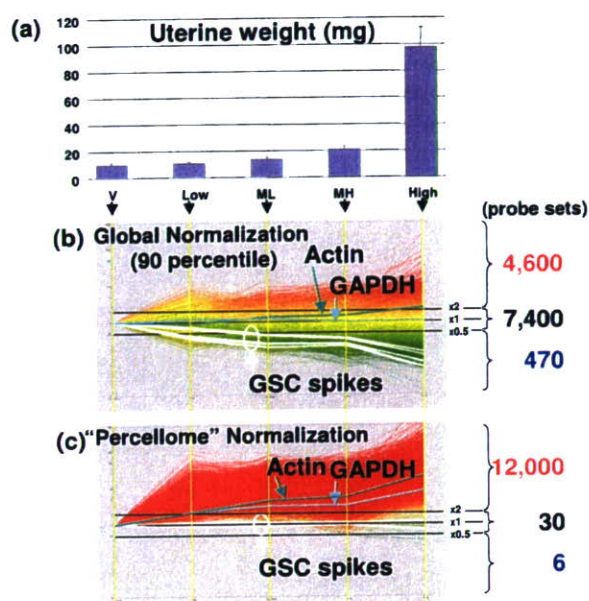 (a)
Uterine weight (mg)
120
100
80
60
40
20
0
V Low ML MH High
(probe sets)
(b) Global Normalization
(90 percentile)
Actin
GAPDH
GSC spikes
x2
x1
x0.5
4,600
7,400
470
(c) "Percellome" Normalization
Actin GAPDH
GSC spikes
x2
x1
x0.5
12,000
30
6